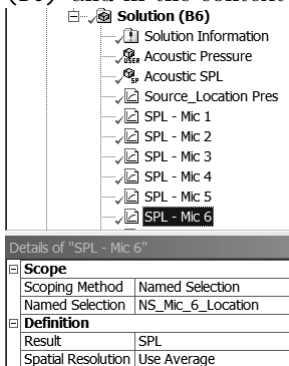 Solution (B6)
Solution Information
USER Acoustic Pressure
SP Acoustic SPL
Source_Location Pres
SPL - Mic 1
SPL - Mic 2
SPL - Mic 3
SPL - Mic 4
SPL - Mic 5
SPL - Mic 6
Details of "SPL - Mic 6"
Scope
Scoping Method Named Selection
Named Selection NS_Mic_6_Location
Definition
Result SPL
Spatial Resolution Use Average